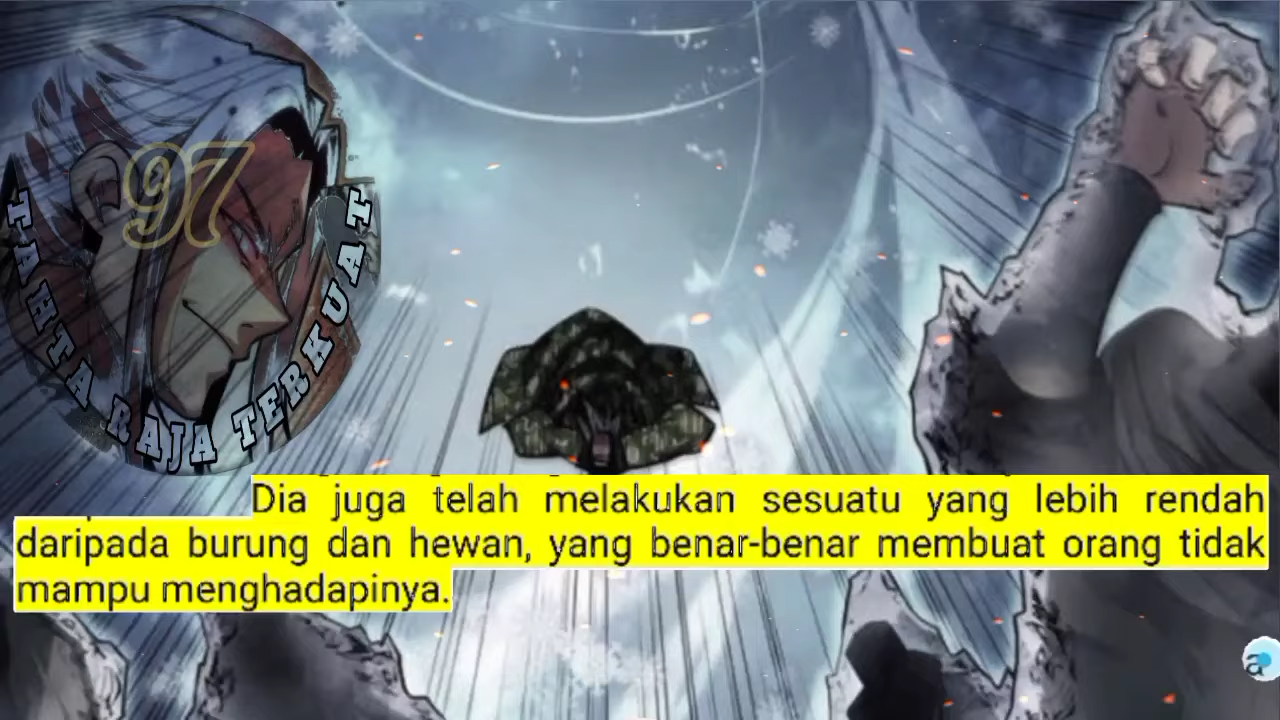 97
TAHTA RAJA TERKUAT
Dia juga telah melakukan sesuatu yang lebih rendah
daripada burung dan hewan, yang benar-benar membuat orang tidak
mampu menghadapinya.
a